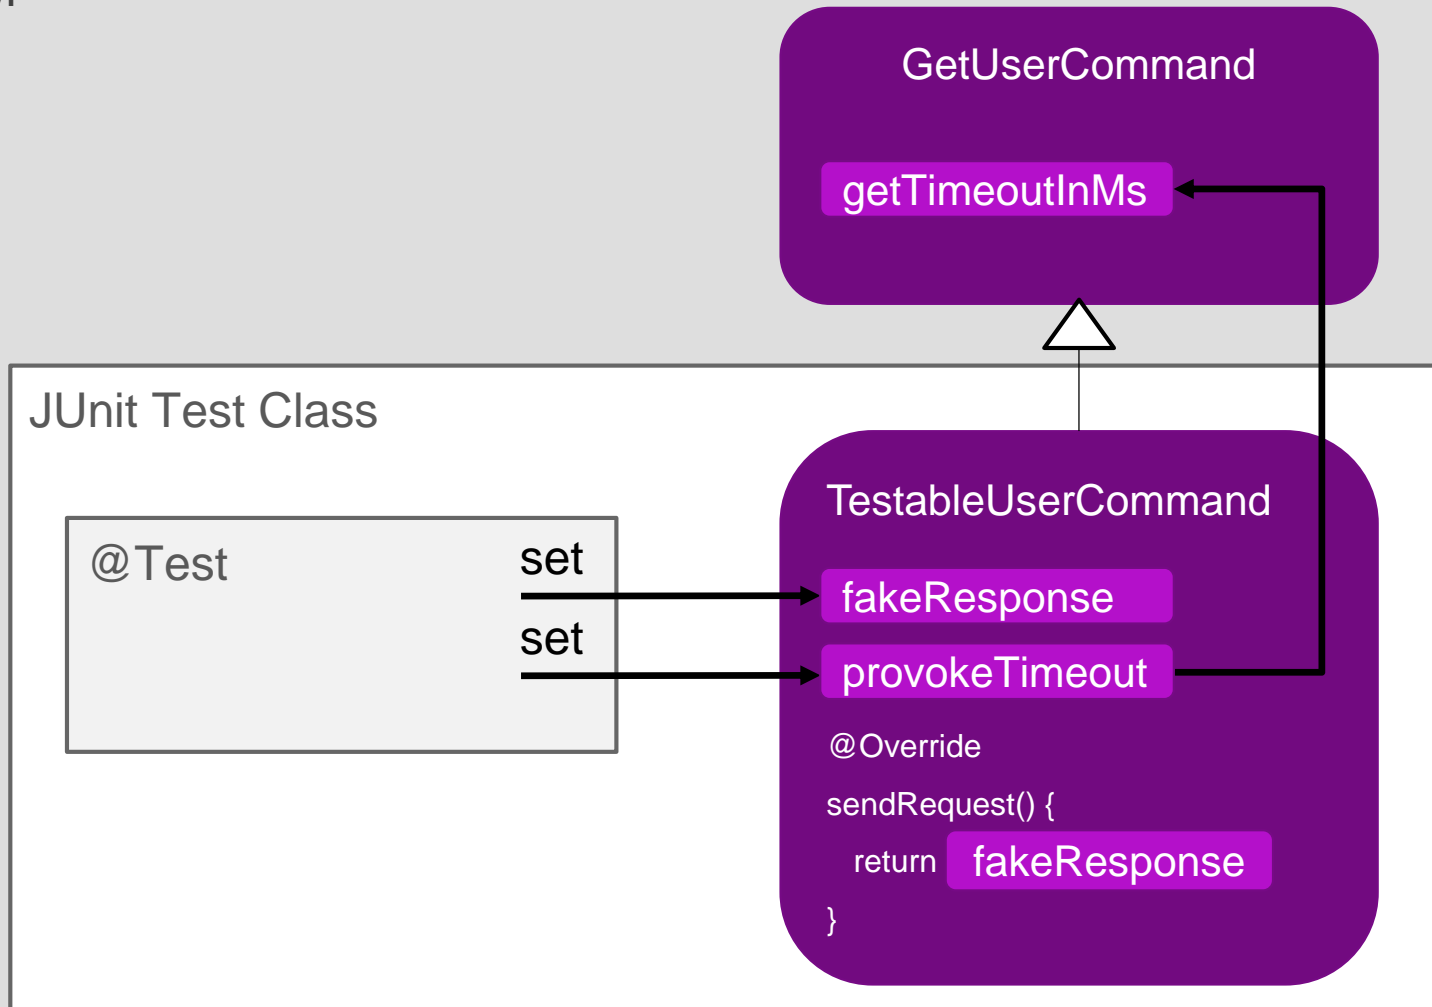 GetUserCommand
getTimeoutInMs
JUnit Test Class
TestableUserCommand
@Test
set
fakeResponse
set
provokeTimeout
@Override
sendRequest() {
return fakeResponse
}